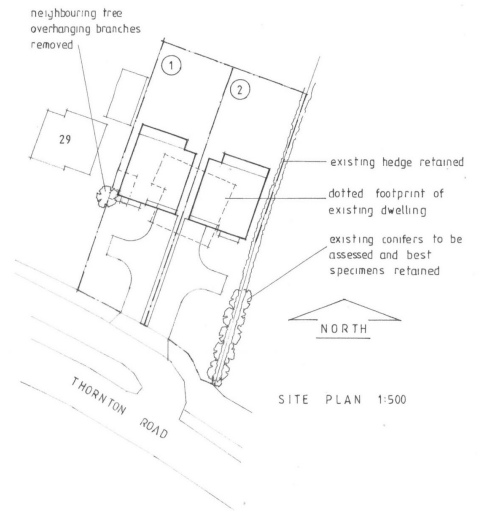 neighbouring tree
overhanging branches
removed
1
2
29
existing hedge retained
dotted footprint of
existing dwelling
existing conifers to be
assessed and best
specimens retained
NORTH
SITE PLAN 1:500
THORNTON ROAD